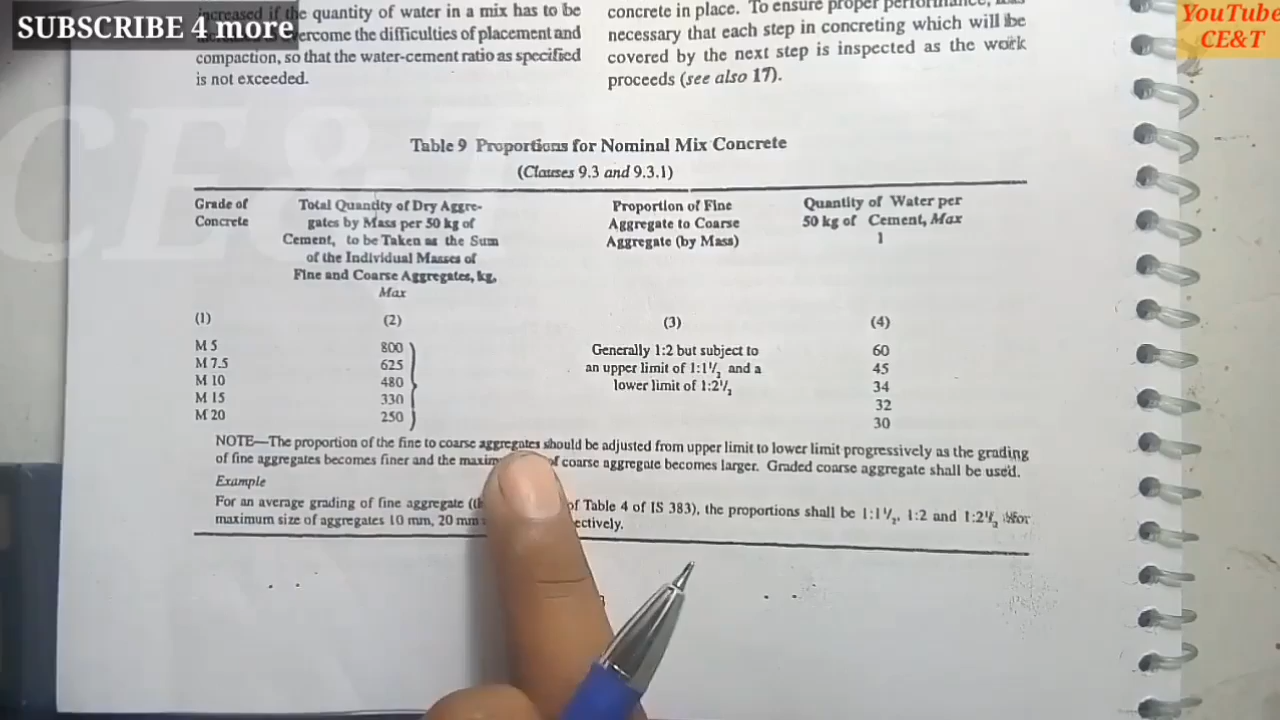 SUBSCRIBE 4 more
YouTube
CE&T
increased if the quantity of water in a mix has to be
overcome the difficulties of placement and
compaction, so that the water-cement ratio as specified
is not exceeded.
concrete in place. To ensure proper performance,
necessary that each step in concreting which will be
covered by the next step is inspected as the work
proceeds (see also 17).
CE&T
Table 9 Proportions for Nominal Mix Concrete
(Clauses 9.3 and 9.3.1)
Grade of
Concrete
Total Quantity of Dry Aggre-
gates by Mass per 50 kg of
Cement, to be Taken as the Sum
of the Individual Masses of
Fine and Coarse Aggregates, kg,
Max
Proportion of Fine
Aggregate to Coarse
Aggregate (by Mass)
Quantity of Water per
50 kg of Cement, Max
1
(1) (2) (3) (4)
M 5 800 Generally 1:2 but subject to 60
M 7.5 625 an upper limit of 1:1½ and a 45
M 10 480 lower limit of 1:2½ 34
M 15 330 32
M 20 250 30
NOTE—The proportion of the fine to coarse aggregates should be adjusted from upper limit to lower limit progressively as the grading
of fine aggregates becomes finer and the of coarse aggregate becomes larger. Graded coarse aggregate shall be used.
Example
For an average grading of fine aggregate of Table 4 of IS 383), the proportions shall be 1:1½, 1:2 and 1:2½ for
maximum size of aggregates 10 mm, 20 mm